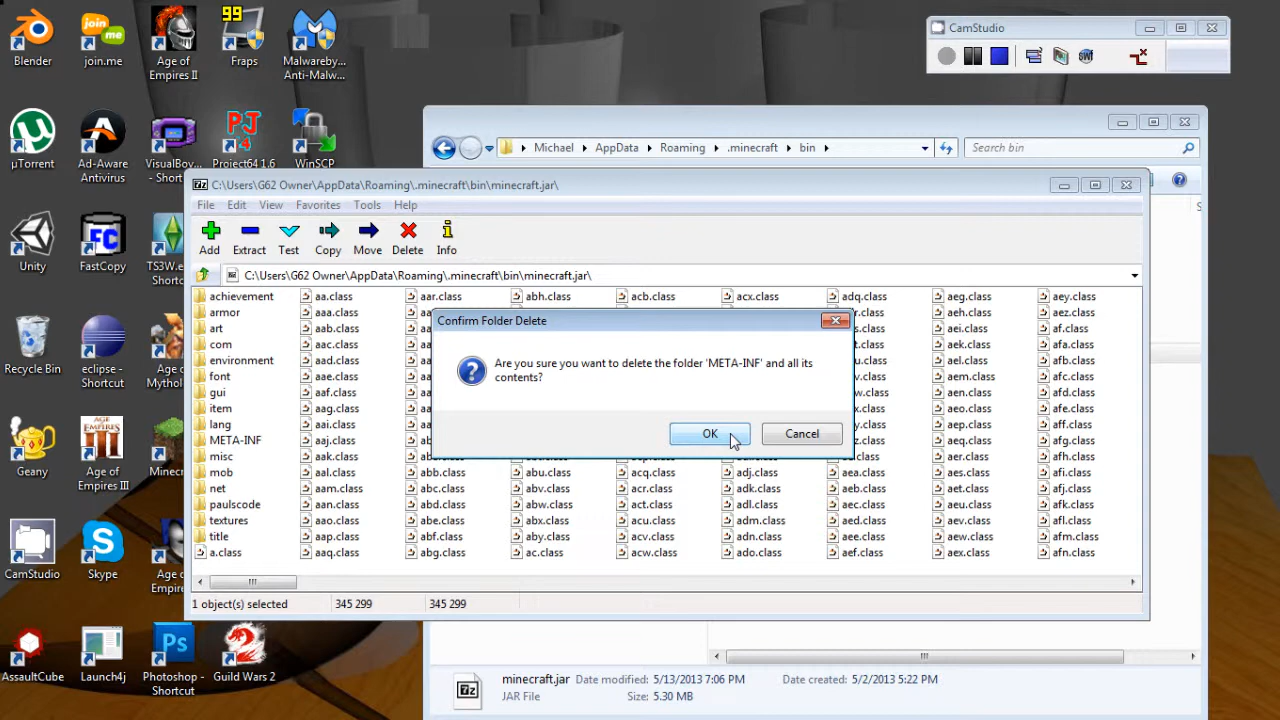 Blender
join.me
Age of Empires II
99
Fraps
Malwareby... Anti-Malw...
µTorrent
Ad-Aware Antivirus
VisualBoy... - Short...
Project64 1.6
WinSCP
Unity
FastCopy
TS3W.e... Shortc
Recycle Bin
eclipse - Shortcut
Age o Mythol
Geany
Age of Empires III
Minecr
CamStudio
Skype
Age o Empire
AssaultCube
Launch4j
Photoshop - Shortcut
Guild Wars 2
CamStudio
Michael AppData Roaming .minecraft bin
Search bin
C:\Users\G62 Owner\AppData\Roaming\.minecraft\bin\minecraft.jar\
File Edit View Favorites Tools Help
Add Extract Test Copy Move Delete Info
C:\Users\G62 Owner\AppData\Roaming\.minecraft\bin\minecraft.jar\
achievement aa.class aar.class abh.class acb.class acx.class adq.class aeg.class aey.class
armor aaa.class aeh.class aez.class
art aab.class aei.class af.class
com aac.class aek.class afa.class
environment aad.class ael.class afb.class
font aae.class aem.class afc.class
gui aaf.class aen.class afd.class
item aag.class aeo.class afe.class
lang aai.class aep.class aff.class
META-INF aaj.class aeq.class afg.class
misc aak.class aer.class afh.class
mob aal.class abb.class abu.class acq.class adj.class aea.class aes.class afi.class
net aam.class abc.class abv.class acr.class adk.class aeb.class aet.class afj.class
paulscode aan.class abd.class abw.class act.class adl.class aec.class aeu.class afk.class
textures aao.class abe.class abx.class acu.class adm.class aed.class aev.class afl.class
title aap.class abf.class aby.class acv.class adn.class aee.class aew.class afm.class
a.class aaq.class abg.class ac.class acw.class ado.class aef.class aex.class afn.class
Confirm Folder Delete
Are you sure you want to delete the folder 'META-INF' and all its
contents?
OK Cancel
1 object(s) selected 345 299 345 299
minecraft.jar Date modified: 5/13/2013 7:06 PM Date created: 5/2/2013 5:22 PM
JAR File Size: 5.30 MB